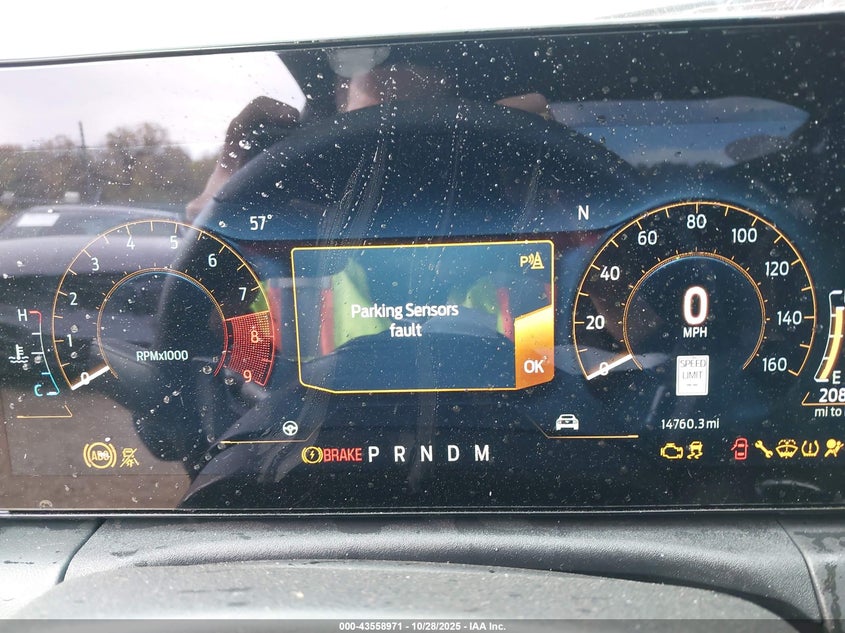 57°
N
4 5
3 6
2 7
1 8
0 9
RPMx1000
H
C
Parking Sensors
fault
P
OK
80
60 100
40 120
20 140
0 160
0
MPH
SPEED
LIMIT
E
208
mi to
14760.3 mi
ABS
BRAKE P R N D M
000-43558971 - 10/28/2025 - IAA Inc.